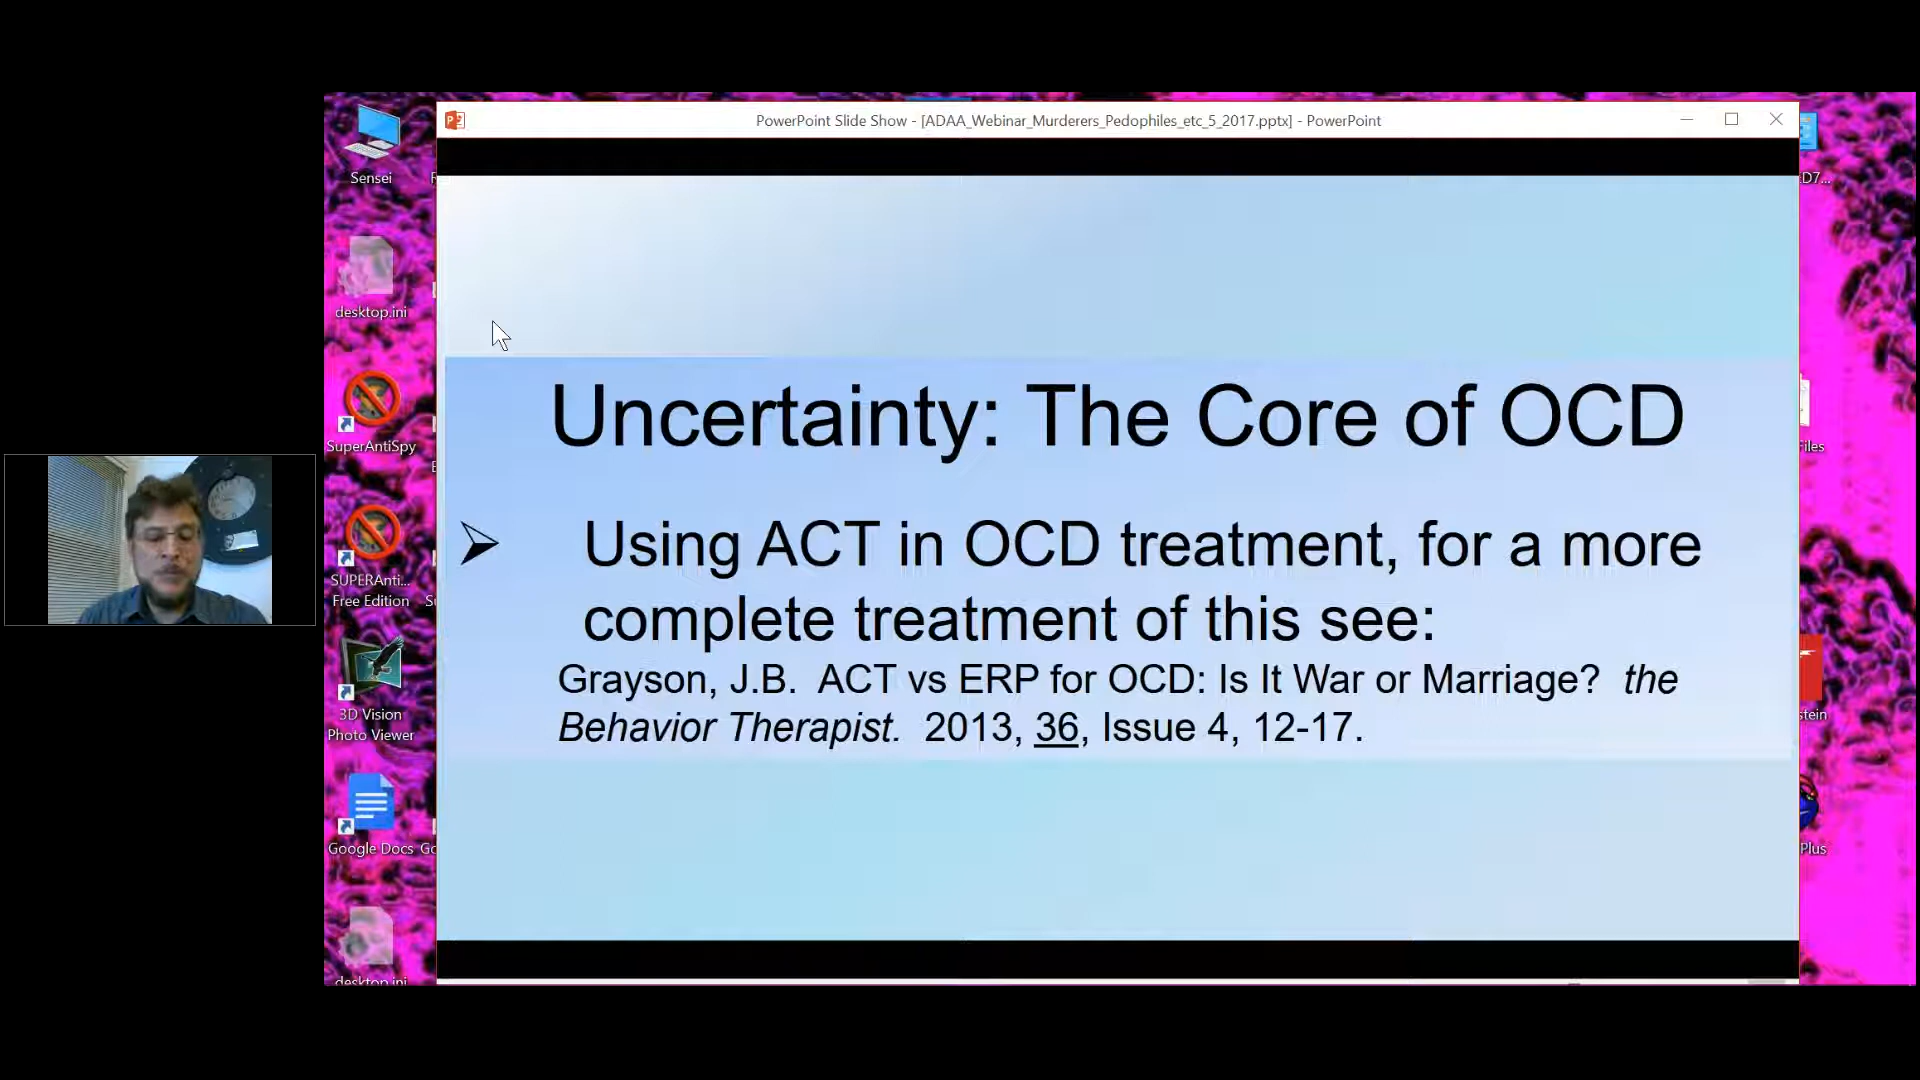 PowerPoint Slide Show - [ADAA_Webinar_Murderers_Pedophiles_etc_5_2017.pptx] - PowerPoint
Sensei
desktop.ini
SuperAntiSpy
SUPERAnti...
Free Edition
3D Vision
Photo Viewer
Google Docs
desktop.ini
Uncertainty: The Core of OCD
➢ Using ACT in OCD treatment, for a more
complete treatment of this see:
Grayson, J.B. ACT vs ERP for OCD: Is It War or Marriage? the
Behavior Therapist. 2013, 36, Issue 4, 12-17.
Plus